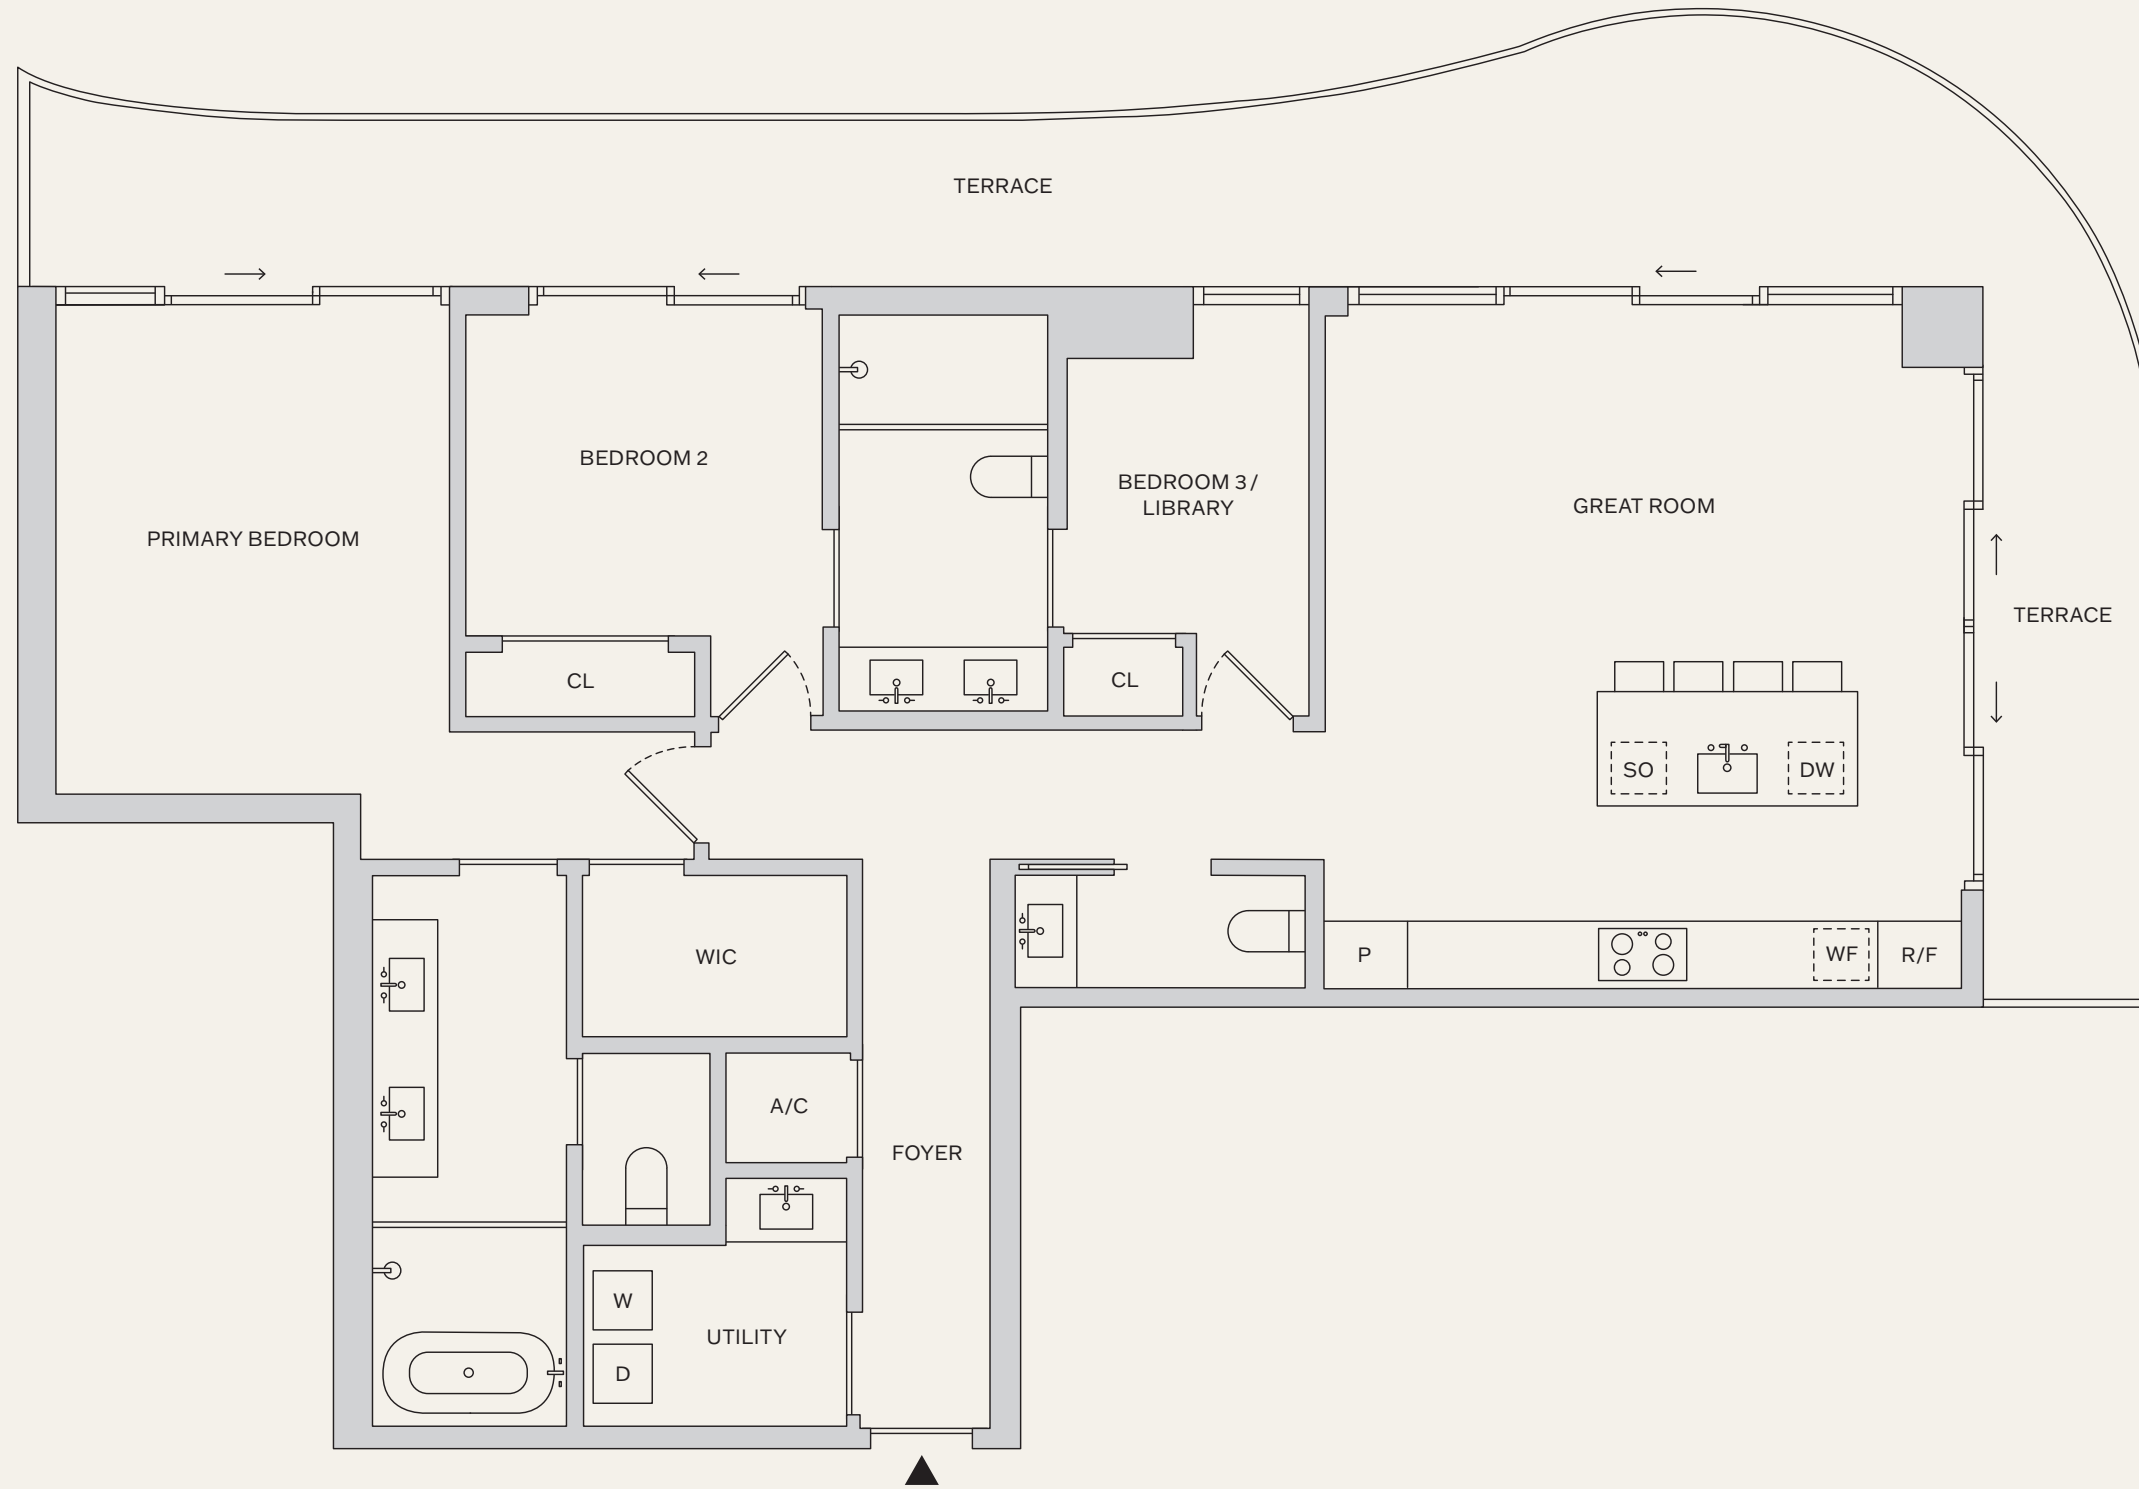 TERRACE
BEDROOM 2
BEDROOM 3 /
LIBRARY
GREAT ROOM
PRIMARY BEDROOM
TERRACE
CL
CL
SO
DW
WIC
P
WF
R/F
A/C
FOYER
W
UTILITY
D